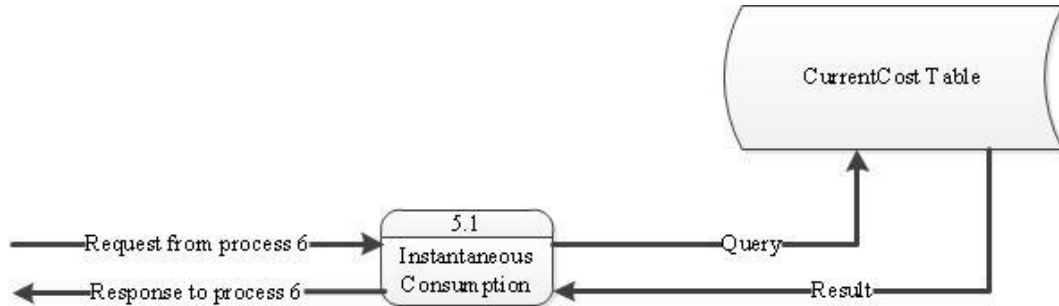 CurrentCost Table
5.1
Request from process 6
Instantaneous
Consumption
Query
Response to process 6
Result